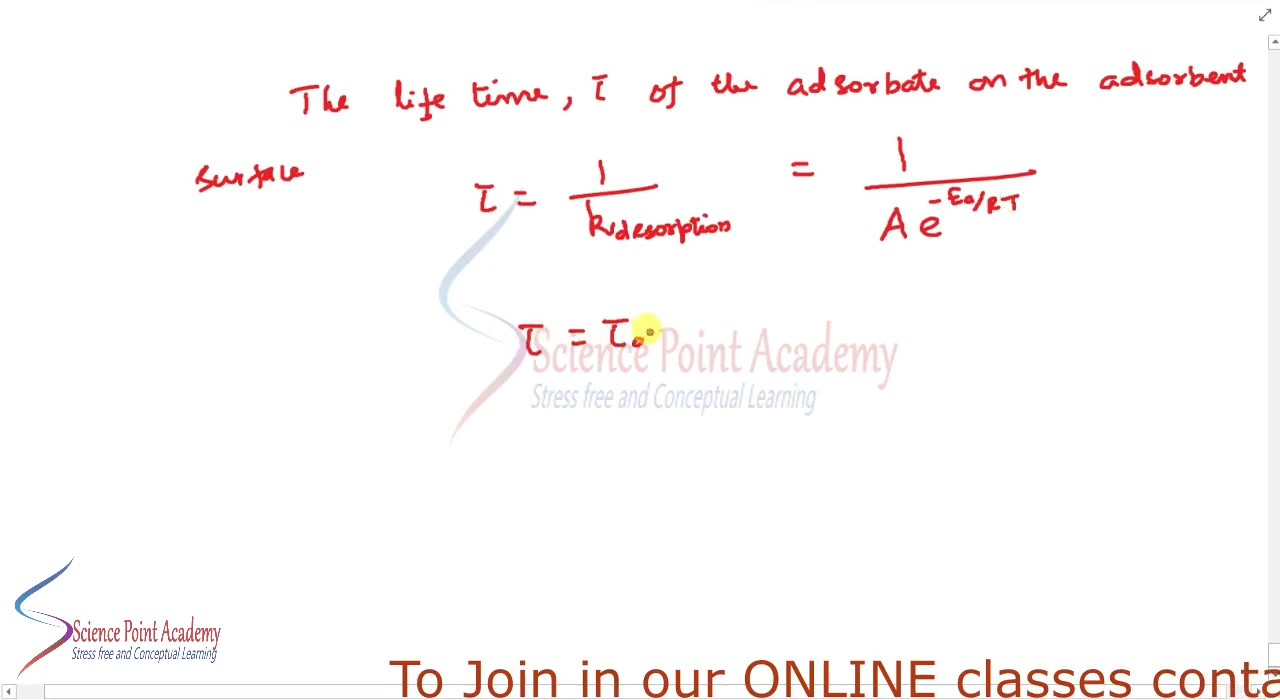 The life time, τ of the adsorbate on the adsorbent
surface
τ = 1 / k desorption = 1 / A e^-Ea/RT
τ = τ₀
Science Point Academy
Stress free and Conceptual Learning
Science Point Academy
Stress free and Conceptual Learning
To Join in our ONLINE classes conta